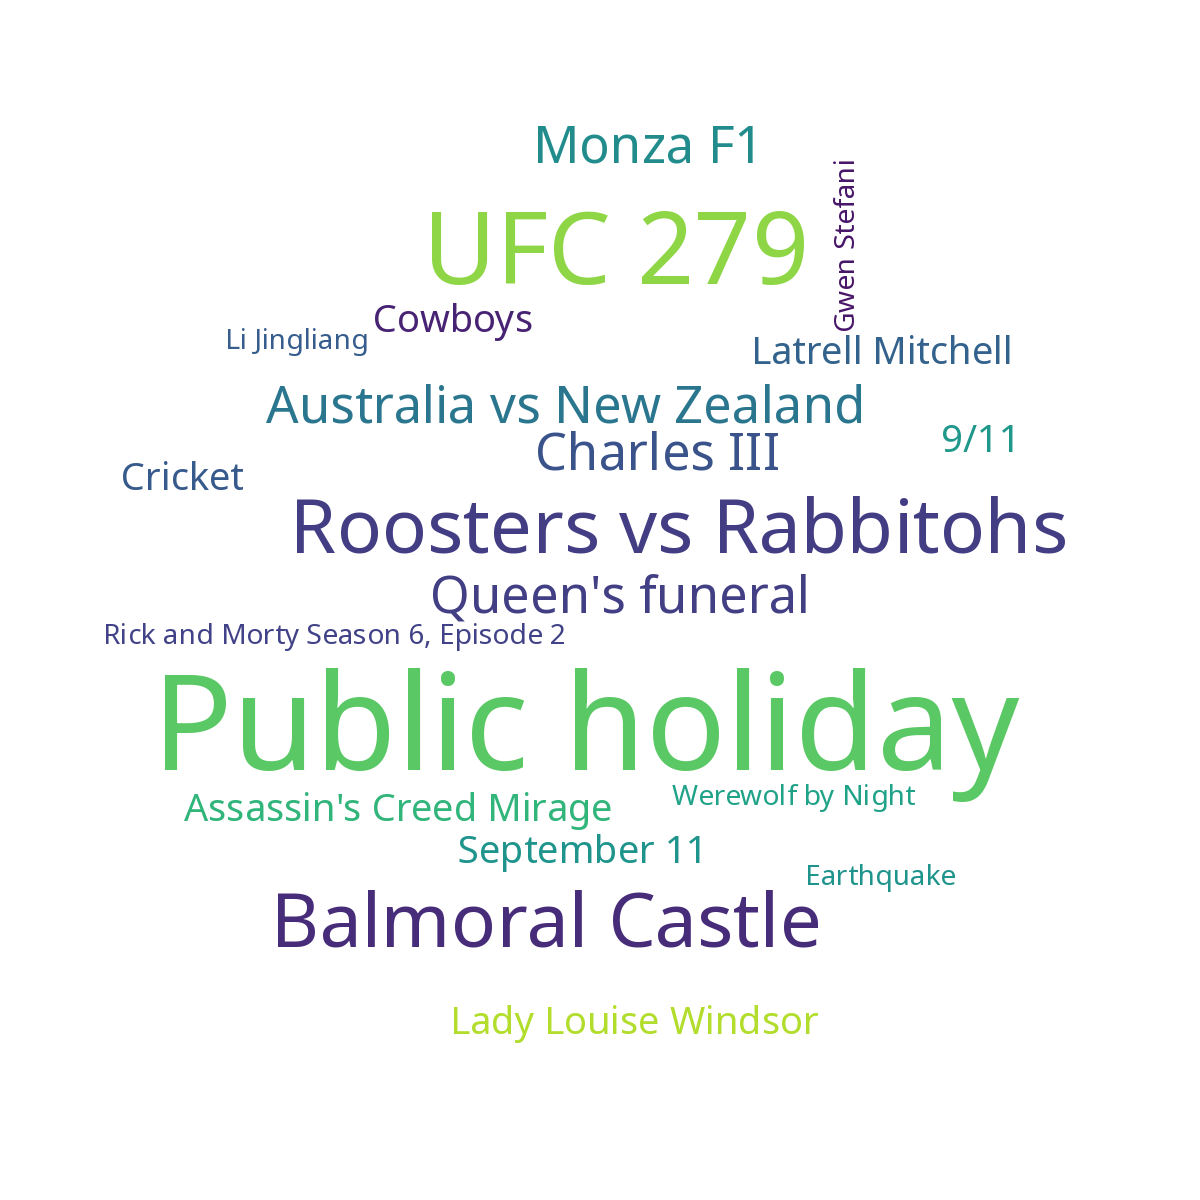 Monza F1
Gwen Stefani
UFC 279
Cowboys
Li Jingliang
Latrell Mitchell
Australia vs New Zealand
9/11
Charles III
Cricket
Roosters vs Rabbitohs
Queen's funeral
Rick and Morty Season 6, Episode 2
Public holiday
Assassin's Creed Mirage
Werewolf by Night
September 11
Earthquake
Balmoral Castle
Lady Louise Windsor